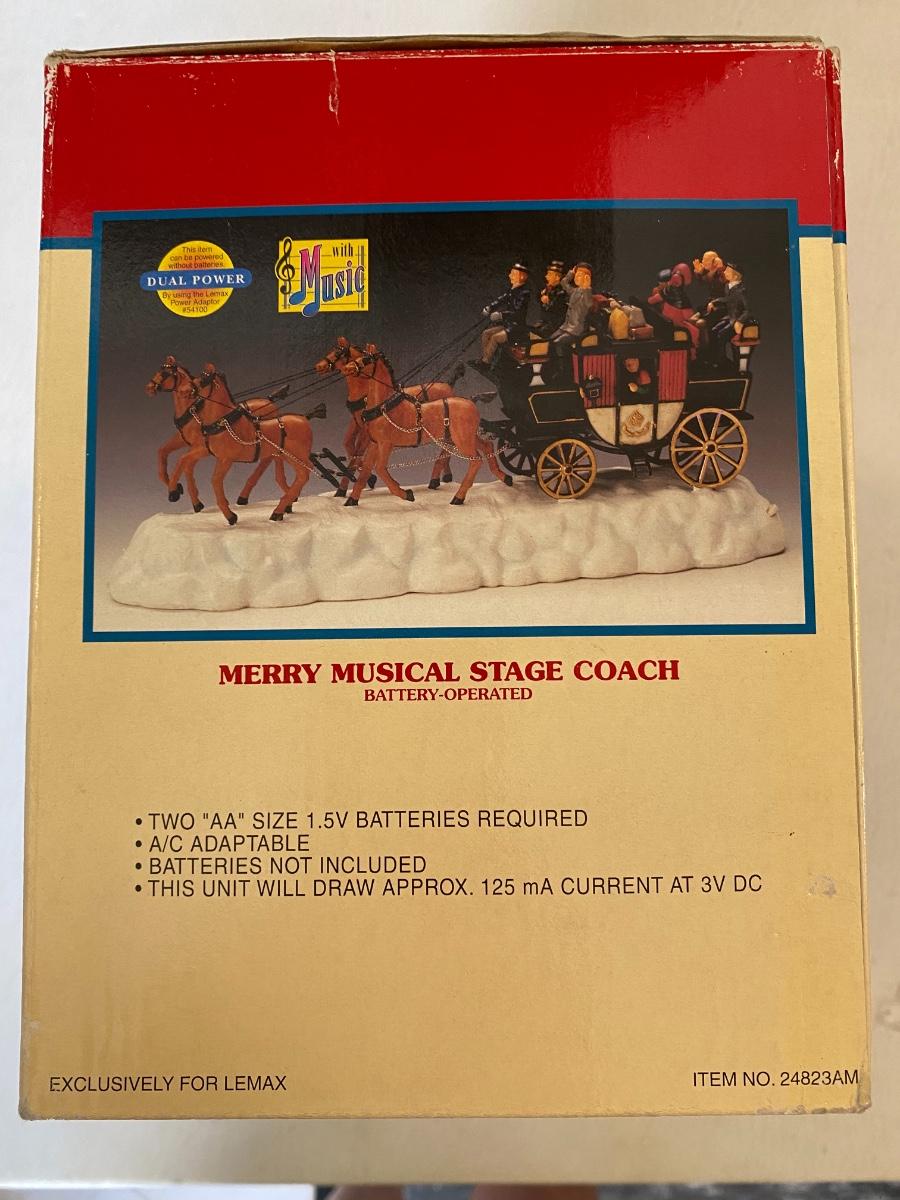 This item
can be powered
without batteries.
DUAL POWER
By using the Lemax
Power Adaptor
#54100
with
Music
MERRY MUSICAL STAGE COACH
BATTERY-OPERATED
• TWO "AA" SIZE 1.5V BATTERIES REQUIRED
• A/C ADAPTABLE
• BATTERIES NOT INCLUDED
• THIS UNIT WILL DRAW APPROX. 125 mA CURRENT AT 3V DC
EXCLUSIVELY FOR LEMAX
ITEM NO. 24823AM